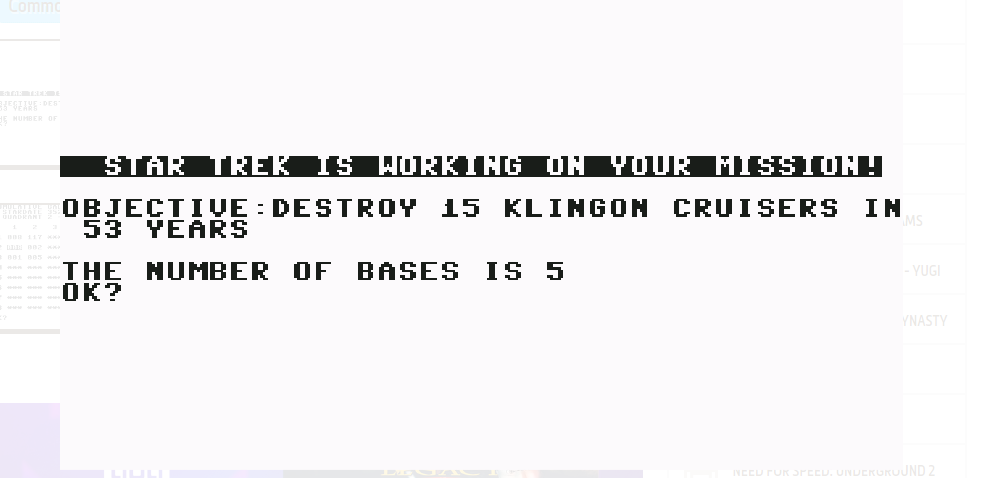 Commo
STAR TREK IS WORKING ON YOUR MISSION!
OBJECTIVE:DESTROY 15 KLINGON CRUISERS IN
53 YEARS
THE NUMBER OF BASES IS 5
OK?
AMS
- YUGI
YNASTY
LEGACY
NEED FOR SPEED: UNDERGROUND 2